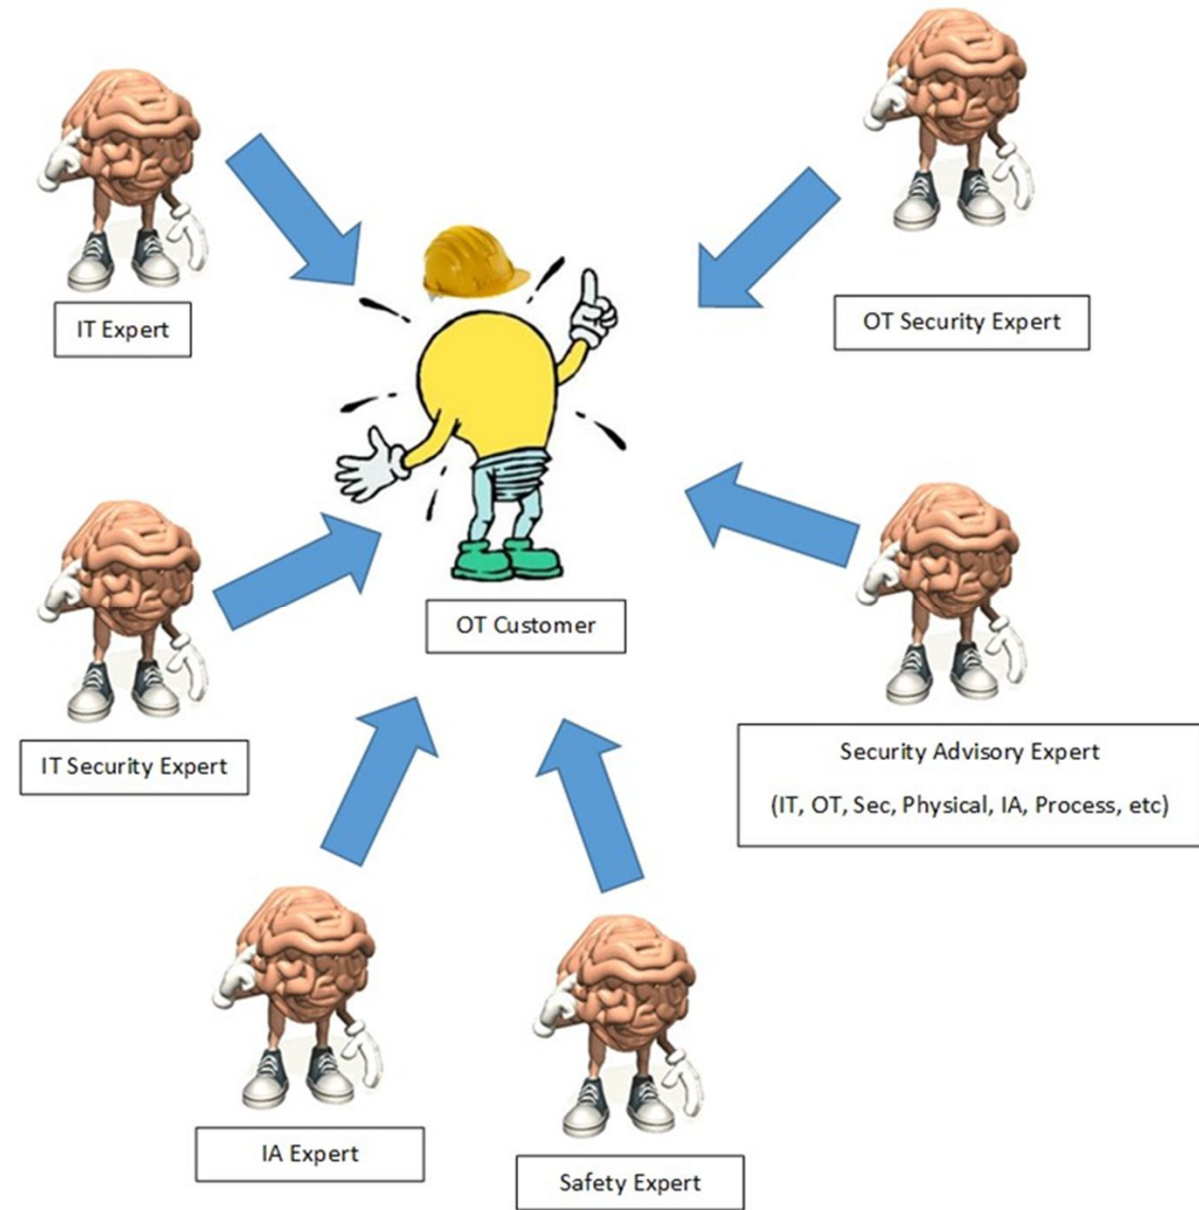 IT Expert
OT Security Expert
OT Customer
IT Security Expert
Security Advisory Expert
(IT, OT, Sec, Physical, IA, Process, etc)
IA Expert
Safety Expert